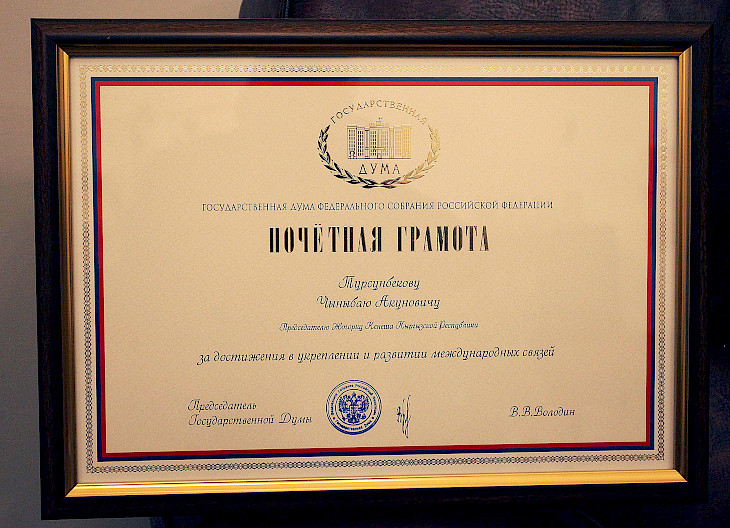 ГОСУДАРСТВЕННАЯ
ДУМА
ГОСУДАРСТВЕННАЯ ДУМА ФЕДЕРАЛЬНОГО СОБРАНИЯ РОССИЙСКОЙ ФЕДЕРАЦИИ
ПОЧЁТНАЯ ГРАМОТА
Турсунбекову
Чыныбаю Акуновичу
Председателю Жогорку Кенеша Кыргызской Республики
за достижения в укреплении и развитии международных связей
Председатель
Государственной Думы
В.В.Володин